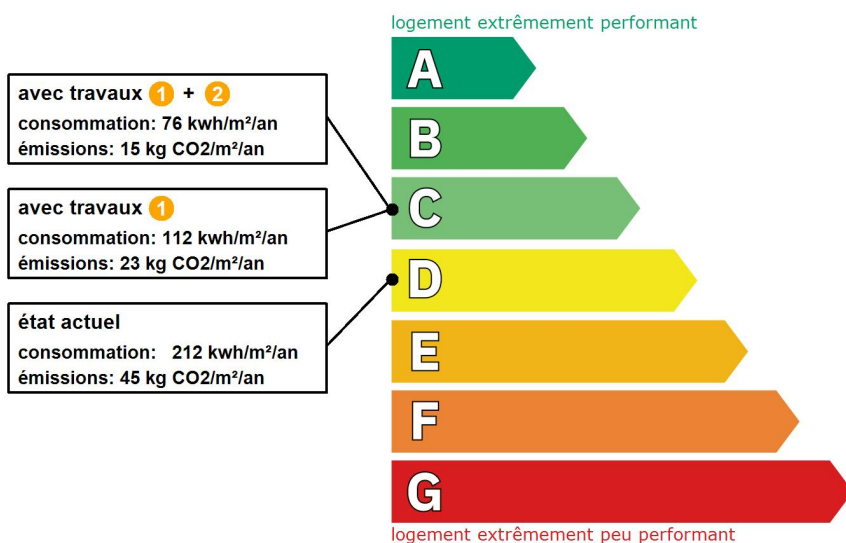 logement extrêmement performant
avec travaux 1 + 2
consommation: 76 kwh/m²/an
émissions: 15 kg CO2/m²/an
avec travaux 1
consommation: 112 kwh/m²/an
émissions: 23 kg CO2/m²/an
état actuel
consommation: 212 kwh/m²/an
émissions: 45 kg CO2/m²/an
A
B
C
D
E
F
G
logement extrêmement peu performant